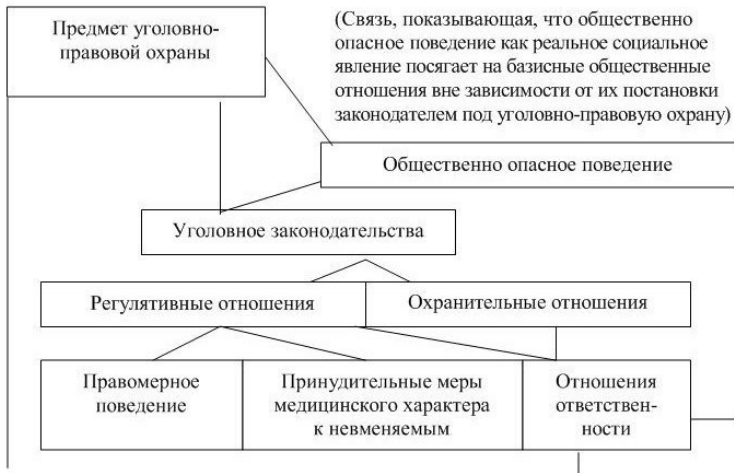 Предмет уголовно-
правовой охраны
(Связь, показывающая, что общественно
опасное поведение как реальное социальное
явление посягает на базисные общественные
отношения вне зависимости от их постановки
законодателем под уголовно-правовую охрану)
Общественно опасное поведение
Уголовное законодательства
Регулятивные отношения
Охранительные отношения
Правомерное
поведение
Принудительные меры
медицинского характера
к невменяемым
Отношения
ответствен-
ности